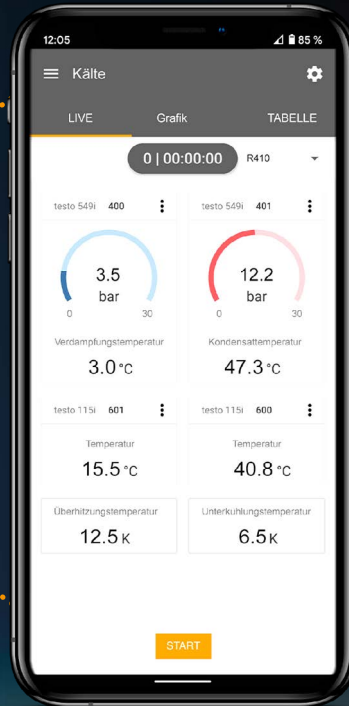 12:05
85 %
Kälte
LIVE Grafik TABELLE
0 | 00:00:00 R410
testo 549i 400
testo 549i 401
3.5
bar
0 30
12.2
bar
0 30
Verdampfungstemperatur
3.0 °C
Kondensattemperatur
47.3 °C
testo 115i 601
testo 115i 600
Temperatur
15.5 °C
Temperatur
40.8 °C
Überhitzungstemperatur
12.5 K
Unterkuhlungstemperatur
6.5 K
START